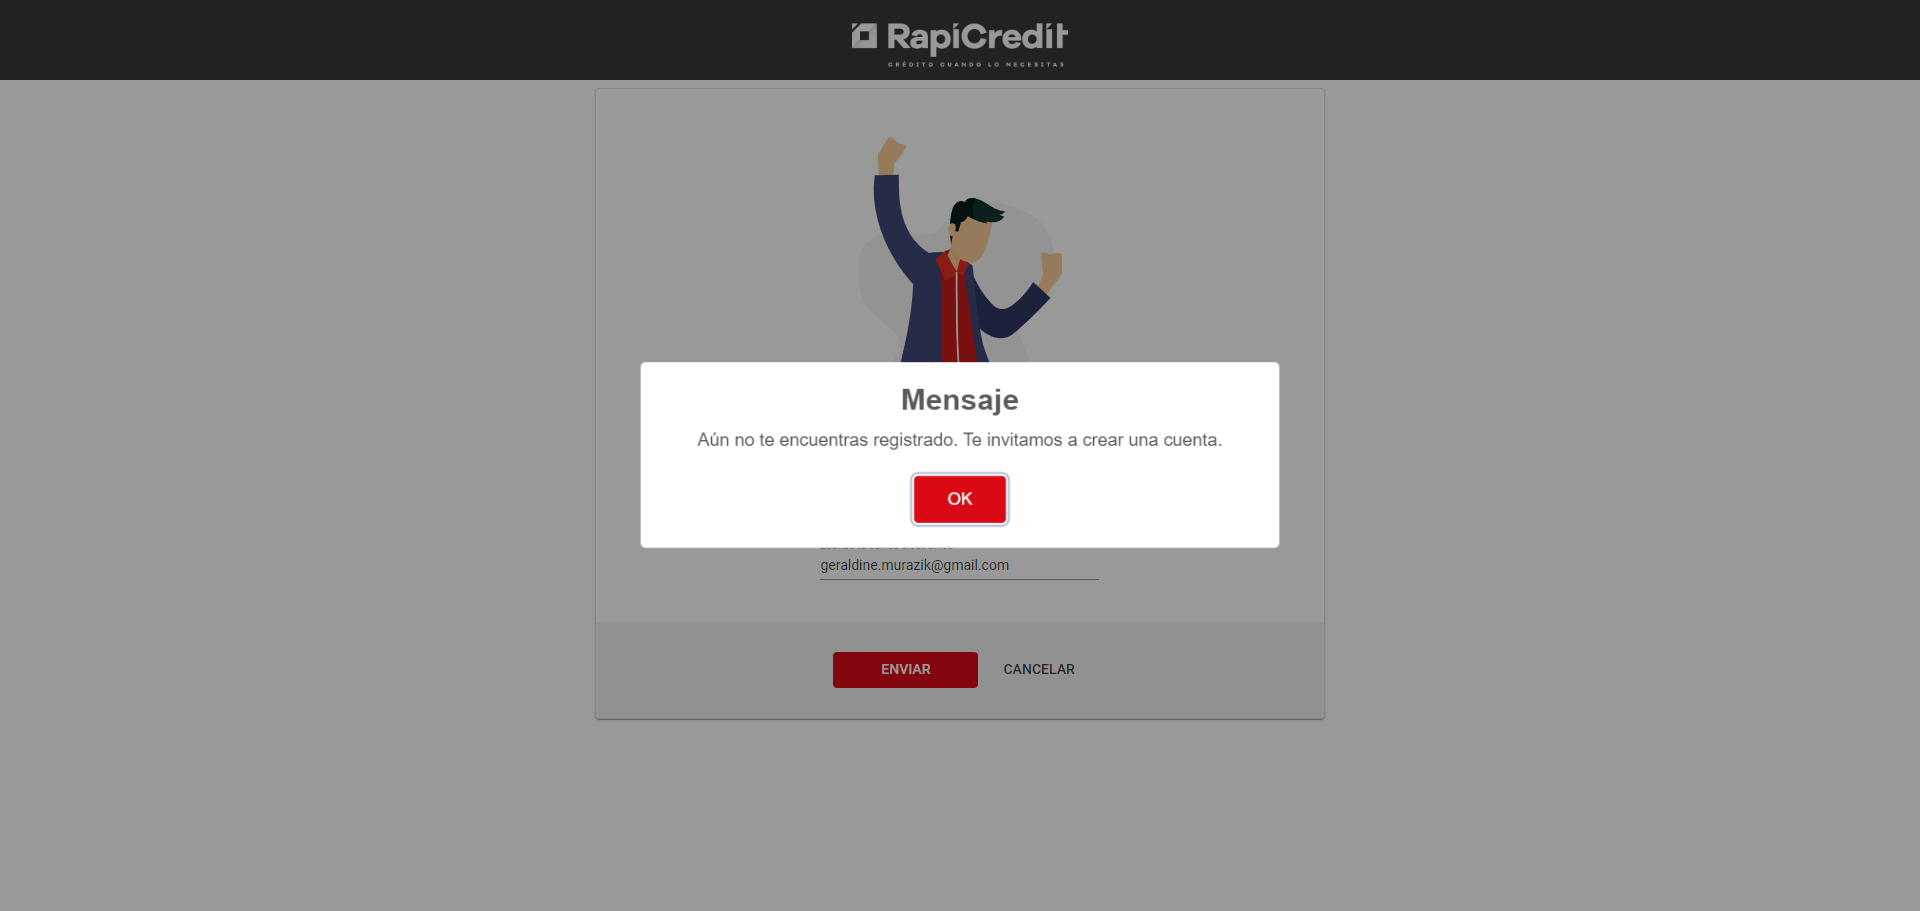 RapiCredit
CRÉDITO CUANDO LO NECESITAS
Mensaje
Aún no te encuentras registrado. Te invitamos a crear una cuenta.
OK
geraldine.murazik@gmail.com
ENVIAR
CANCELAR